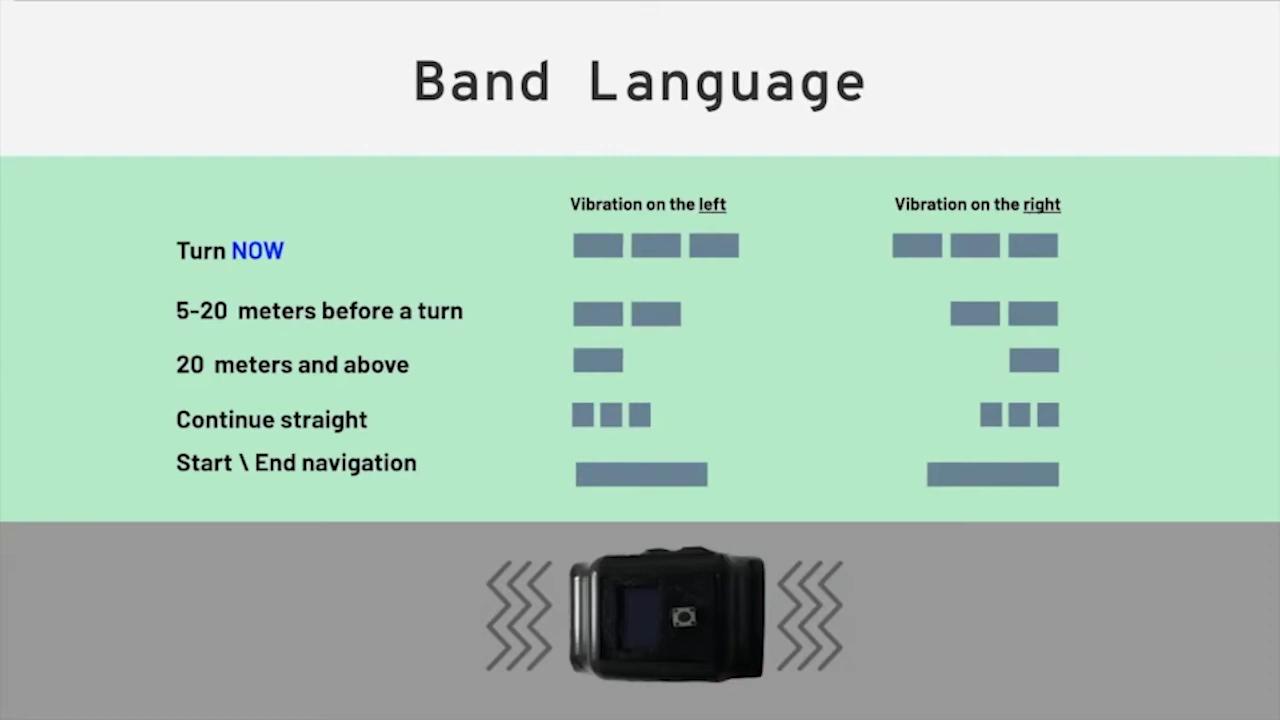 Band Language
Vibration on the left
Vibration on the right
Turn NOW
5-20 meters before a turn
20 meters and above
Continue straight
Start \ End navigation